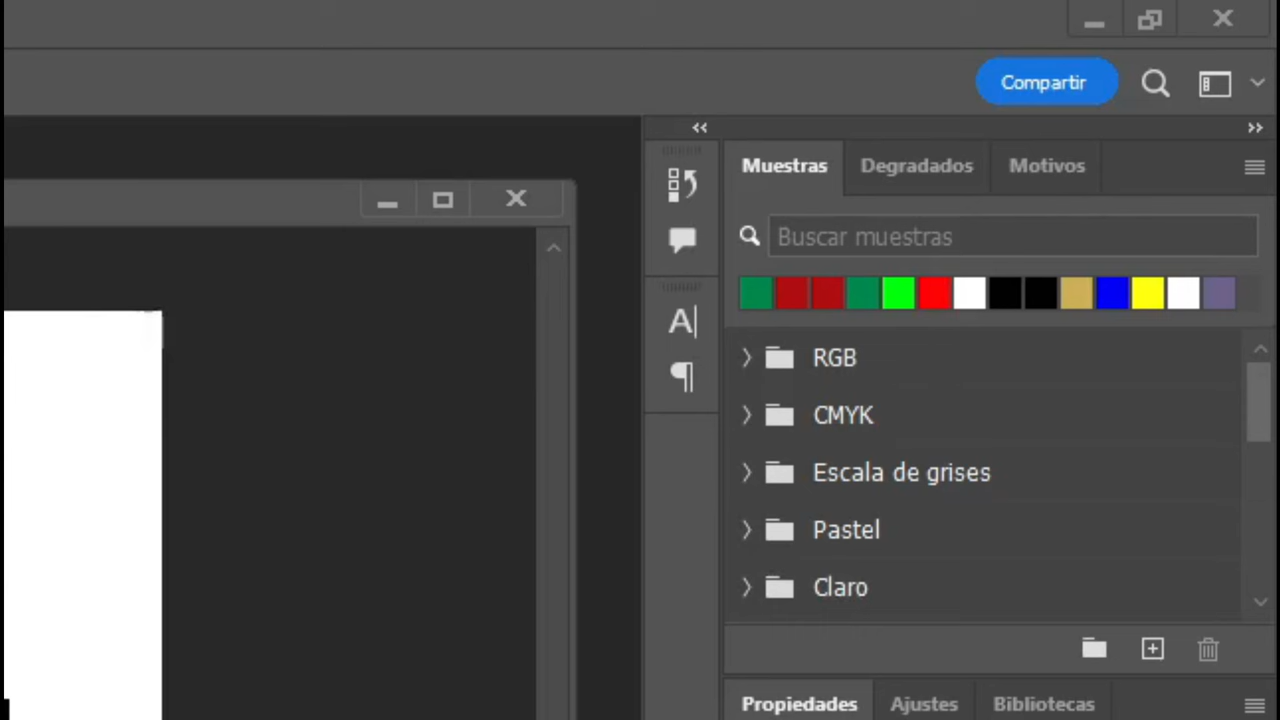 Compartir
Muestras Degradados Motivos
Buscar muestras
RGB
CMYK
Escala de grises
Pastel
Claro
Propiedades Ajustes Bibliotecas